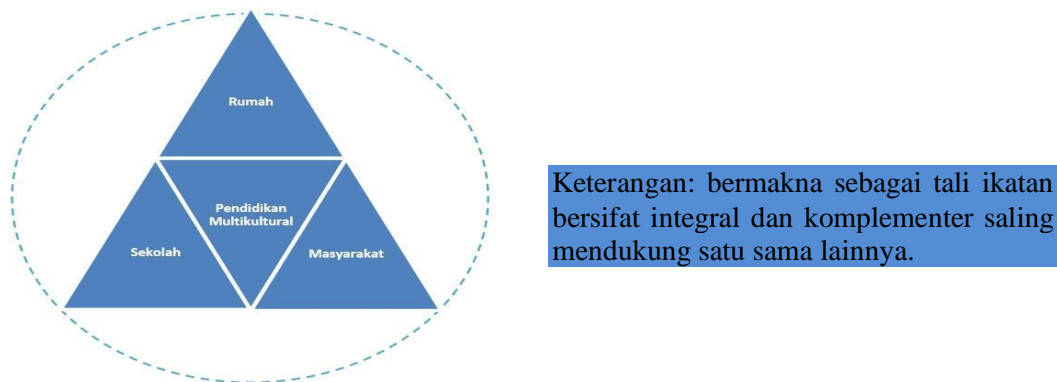 Rumah
Pendidikan
Multikultural
Sekolah
Masyarakat
Keterangan: bermakna sebagai tali ikatan
bersifat integral dan komplementer saling
mendukung satu sama lainnya.